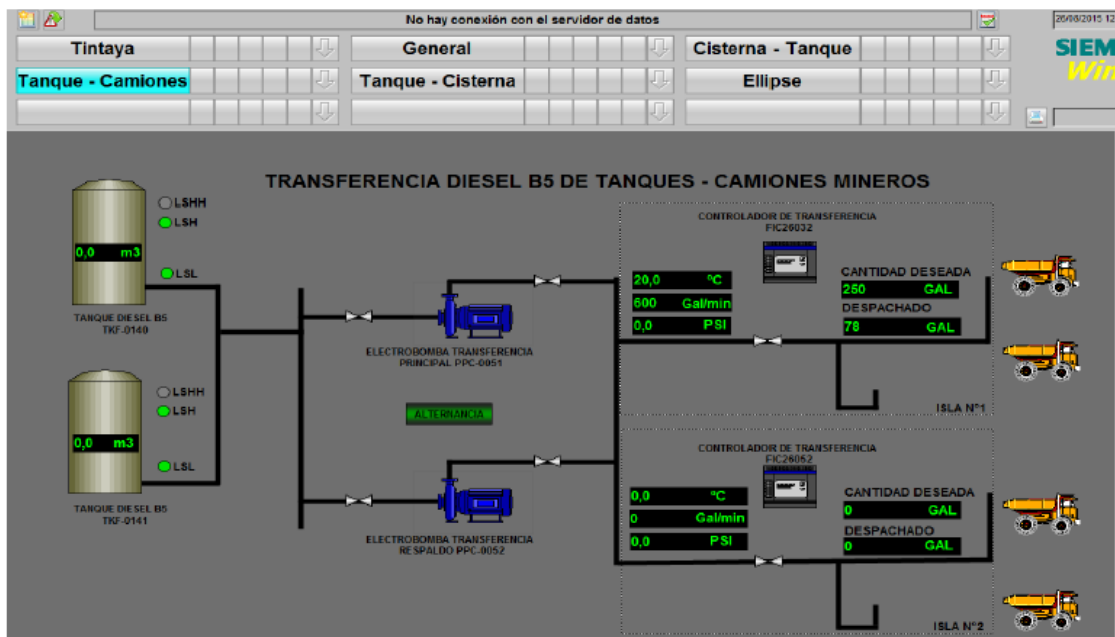 No hay conexión con el servidor de datos
26/06/2015 12
Tintaya
General
Cisterna - Tanque
SIEM
Tanque - Camiones
Tanque - Cisterna
Ellipse
Win
TRANSFERENCIA DIESEL B5 DE TANQUES - CAMIONES MINEROS
LSHH
LSH
0,0 m3
LSL
TANQUE DIESEL B5
TKF-0140
ELECTROBOMBA TRANSFERENCIA
PRINCIPAL PPC-0051
CONTROLADOR DE TRANSFERENCIA
FIC26032
20,0 ºC
600 Gal/min
0,0 PSI
CANTIDAD DESEADA
250 GAL
DESPACHADO
78 GAL
ISLA Nº1
LSHH
LSH
0,0 m3
LSL
TANQUE DIESEL B5
TKF-0141
ALTERNANCIA
ELECTROBOMBA TRANSFERENCIA
RESPALDO PPC-0052
CONTROLADOR DE TRANSFERENCIA
FIC26052
0,0 ºC
0 Gal/min
0,0 PSI
CANTIDAD DESEADA
0 GAL
DESPACHADO
0 GAL
ISLA Nº2